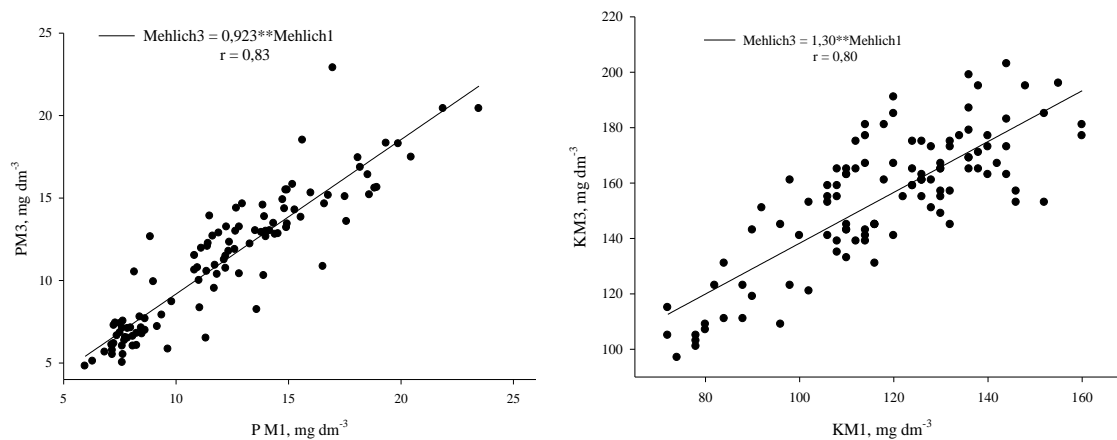 Mehlich3 = 0,923**Mehlich1
r = 0,83
PM3, mg dm⁻³
25
20
15
10
5
5 10 15 20 25
P M1, mg dm⁻³
Mehlich3 = 1,30**Mehlich1
r = 0,80
KM3, mg dm⁻³
220
200
180
160
140
120
100
80 100 120 140 160
KM1, mg dm⁻³